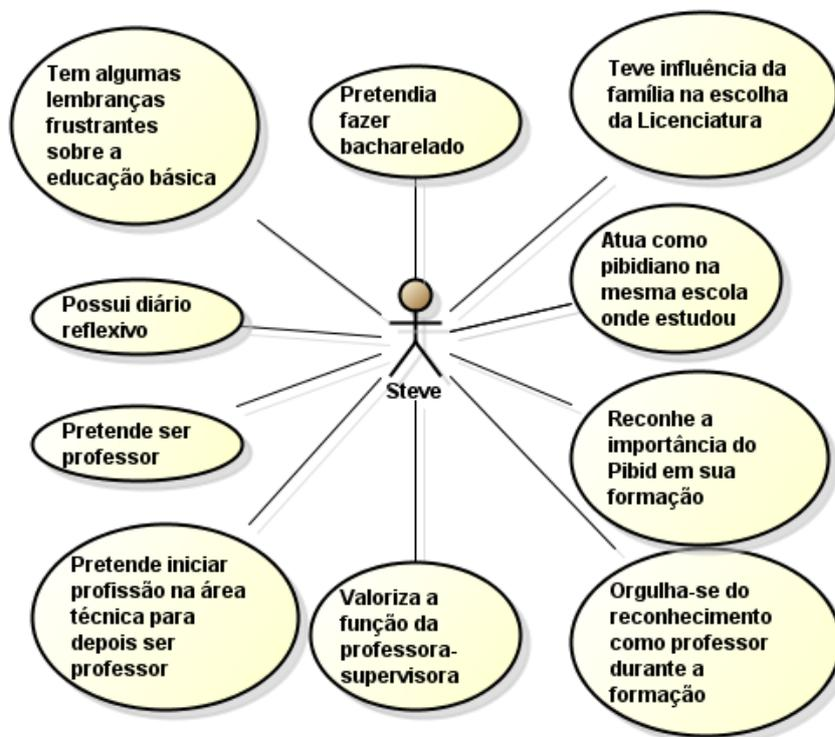 Tem algumas
lembranças
frustrantes
sobre a
educação básica
Pretendia
fazer
bacharelado
Teve influência da
família na escolha
da Licenciatura
Atua como
pibidiano na
mesma escola
onde estudou
Possui diário
reflexivo
Steve
Pretende ser
professor
Reconhe a
importância do
Pibid em sua
formação
Pretende iniciar
profissão na área
técnica para
depois ser
professor
Valoriza a
função da
professora-
supervisora
Orgulha-se do
reconhecimento
como professor
durante a
formação